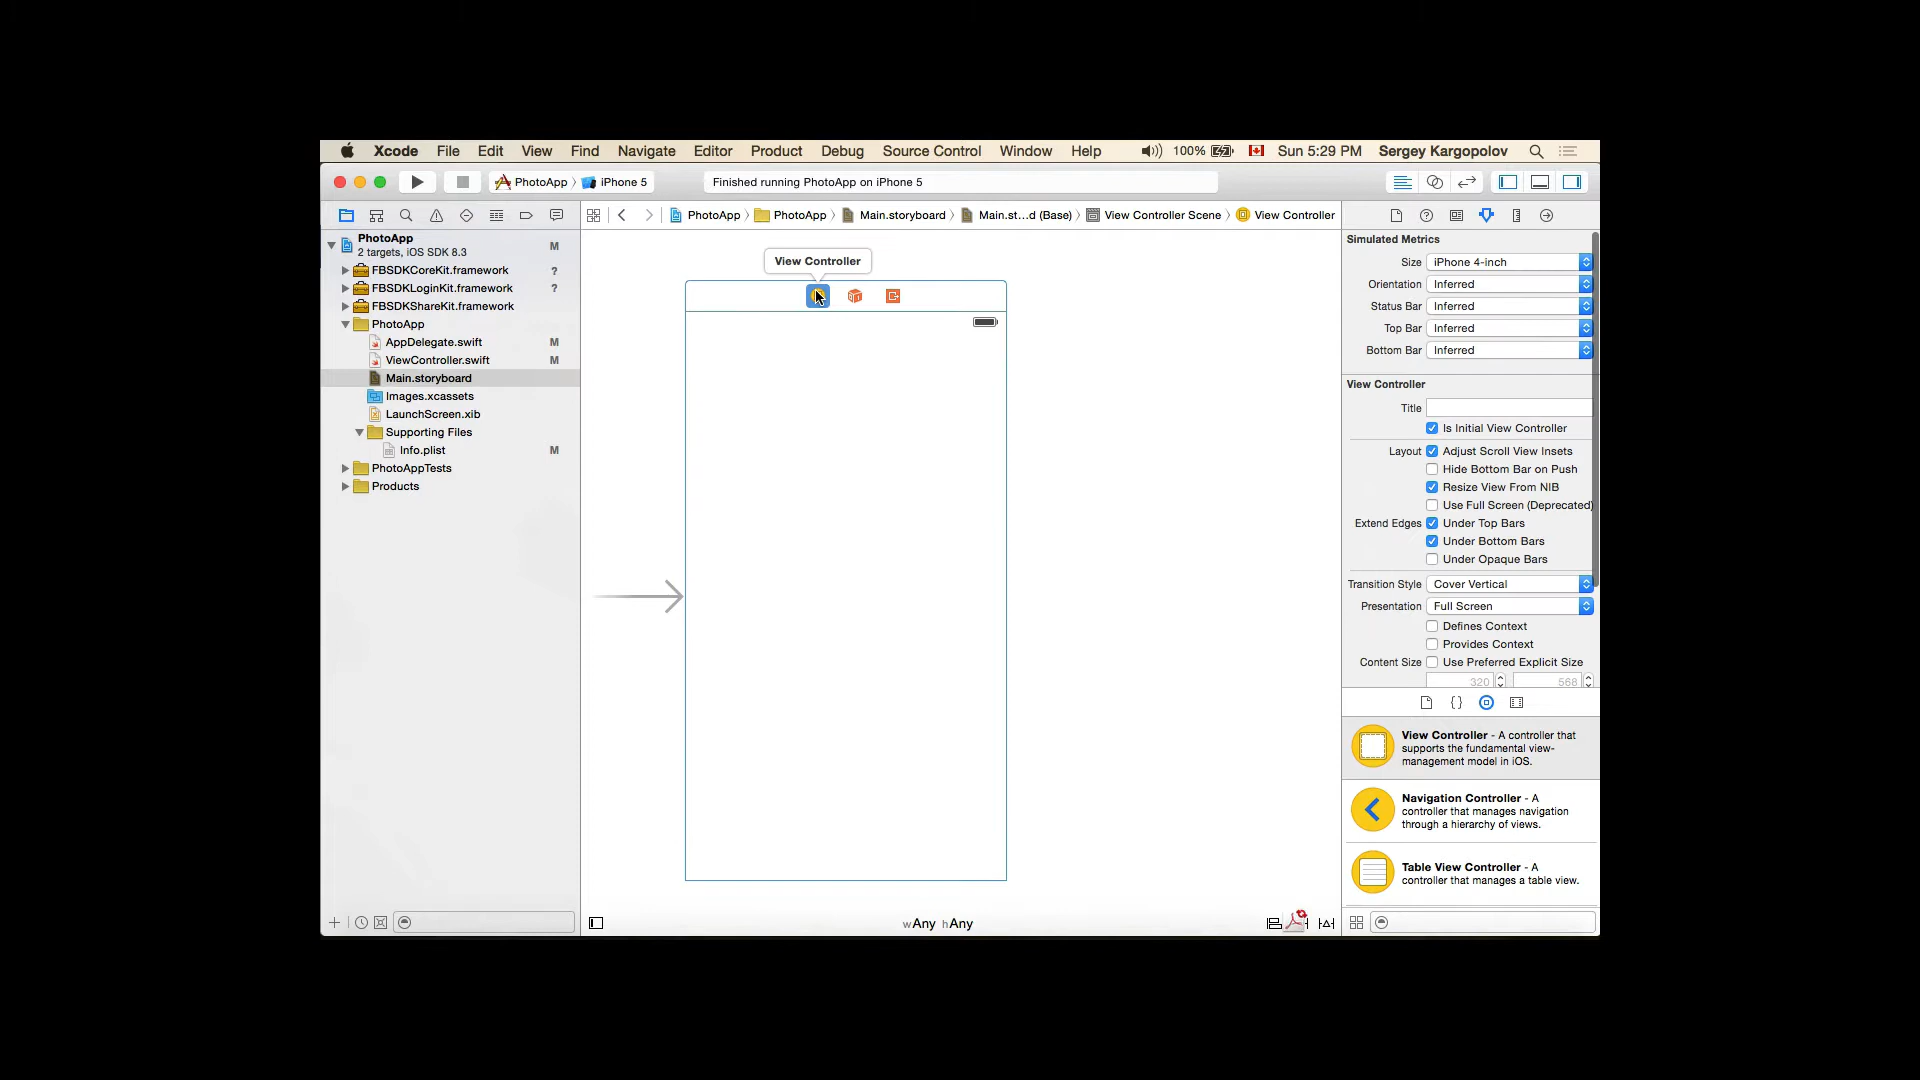 Xcode File Edit View Find Navigate Editor Product Debug Source Control Window Help 100% Sun 5:29 PM Sergey Kargopolov
PhotoApp iPhone 5 Finished running PhotoApp on iPhone 5
PhotoApp PhotoApp Main.storyboard Main.st...d (Base) View Controller Scene View Controller
PhotoApp
2 targets, iOS SDK 8.3 M
FBSDKCoreKit.framework ?
FBSDKLoginKit.framework ?
FBSDKShareKit.framework
PhotoApp
AppDelegate.swift M
ViewController.swift M
Main.storyboard
Images.xcassets
LaunchScreen.xib
Supporting Files
Info.plist M
PhotoAppTests
Products
View Controller
wAny hAny
Simulated Metrics
Size iPhone 4-inch
Orientation Inferred
Status Bar Inferred
Top Bar Inferred
Bottom Bar Inferred
View Controller
Title
Is Initial View Controller
Layout Adjust Scroll View Insets
Hide Bottom Bar on Push
Resize View From NIB
Use Full Screen (Deprecated)
Extend Edges Under Top Bars
Under Bottom Bars
Under Opaque Bars
Transition Style Cover Vertical
Presentation Full Screen
Defines Context
Provides Context
Content Size Use Preferred Explicit Size
320 568
{ }
View Controller - A controller that
supports the fundamental view-
management model in iOS.
Navigation Controller - A
controller that manages navigation
through a hierarchy of views.
Table View Controller - A
controller that manages a table view.